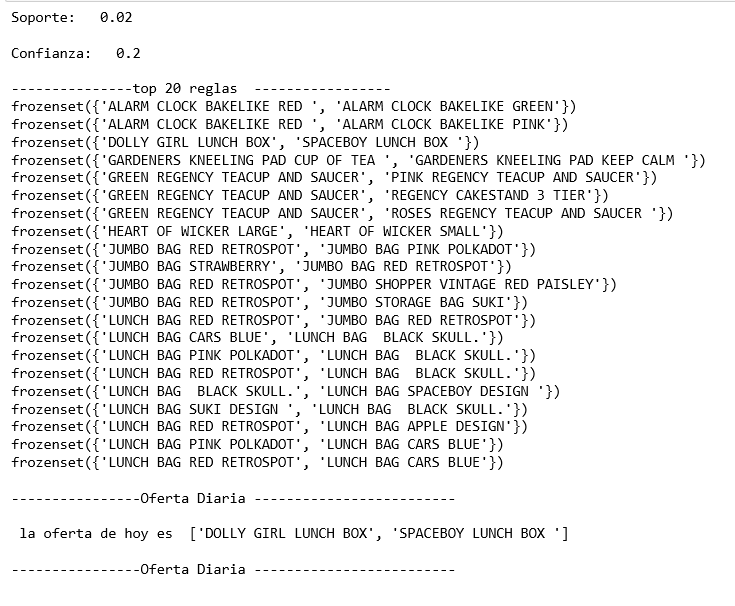 Soporte:   0.02
Confianza:   0.2
---------------top 20 reglas  -----------------
frozenset({'ALARM CLOCK BAKELIKE RED ', 'ALARM CLOCK BAKELIKE GREEN'})
frozenset({'ALARM CLOCK BAKELIKE RED ', 'ALARM CLOCK BAKELIKE PINK'})
frozenset({'DOLLY GIRL LUNCH BOX', 'SPACEBOY LUNCH BOX '})
frozenset({'GARDENERS KNEELING PAD CUP OF TEA ', 'GARDENERS KNEELING PAD KEEP CALM '})
frozenset({'GREEN REGENCY TEACUP AND SAUCER', 'PINK REGENCY TEACUP AND SAUCER'})
frozenset({'GREEN REGENCY TEACUP AND SAUCER', 'REGENCY CAKESTAND 3 TIER'})
frozenset({'GREEN REGENCY TEACUP AND SAUCER', 'ROSES REGENCY TEACUP AND SAUCER '})
frozenset({'HEART OF WICKER LARGE', 'HEART OF WICKER SMALL'})
frozenset({'JUMBO BAG RED RETROSPOT', 'JUMBO BAG PINK POLKADOT'})
frozenset({'JUMBO BAG STRAWBERRY', 'JUMBO BAG RED RETROSPOT'})
frozenset({'JUMBO BAG RED RETROSPOT', 'JUMBO SHOPPER VINTAGE RED PAISLEY'})
frozenset({'JUMBO BAG RED RETROSPOT', 'JUMBO STORAGE BAG SUKI'})
frozenset({'LUNCH BAG RED RETROSPOT', 'JUMBO BAG RED RETROSPOT'})
frozenset({'LUNCH BAG CARS BLUE', 'LUNCH BAG  BLACK SKULL.'})
frozenset({'LUNCH BAG PINK POLKADOT', 'LUNCH BAG  BLACK SKULL.'})
frozenset({'LUNCH BAG RED RETROSPOT', 'LUNCH BAG  BLACK SKULL.'})
frozenset({'LUNCH BAG  BLACK SKULL.', 'LUNCH BAG SPACEBOY DESIGN '})
frozenset({'LUNCH BAG SUKI DESIGN ', 'LUNCH BAG  BLACK SKULL.'})
frozenset({'LUNCH BAG RED RETROSPOT', 'LUNCH BAG APPLE DESIGN'})
frozenset({'LUNCH BAG PINK POLKADOT', 'LUNCH BAG CARS BLUE'})
frozenset({'LUNCH BAG RED RETROSPOT', 'LUNCH BAG CARS BLUE'})
----------------Oferta Diaria -------------------------
la oferta de hoy es  ['DOLLY GIRL LUNCH BOX', 'SPACEBOY LUNCH BOX ']
----------------Oferta Diaria -------------------------